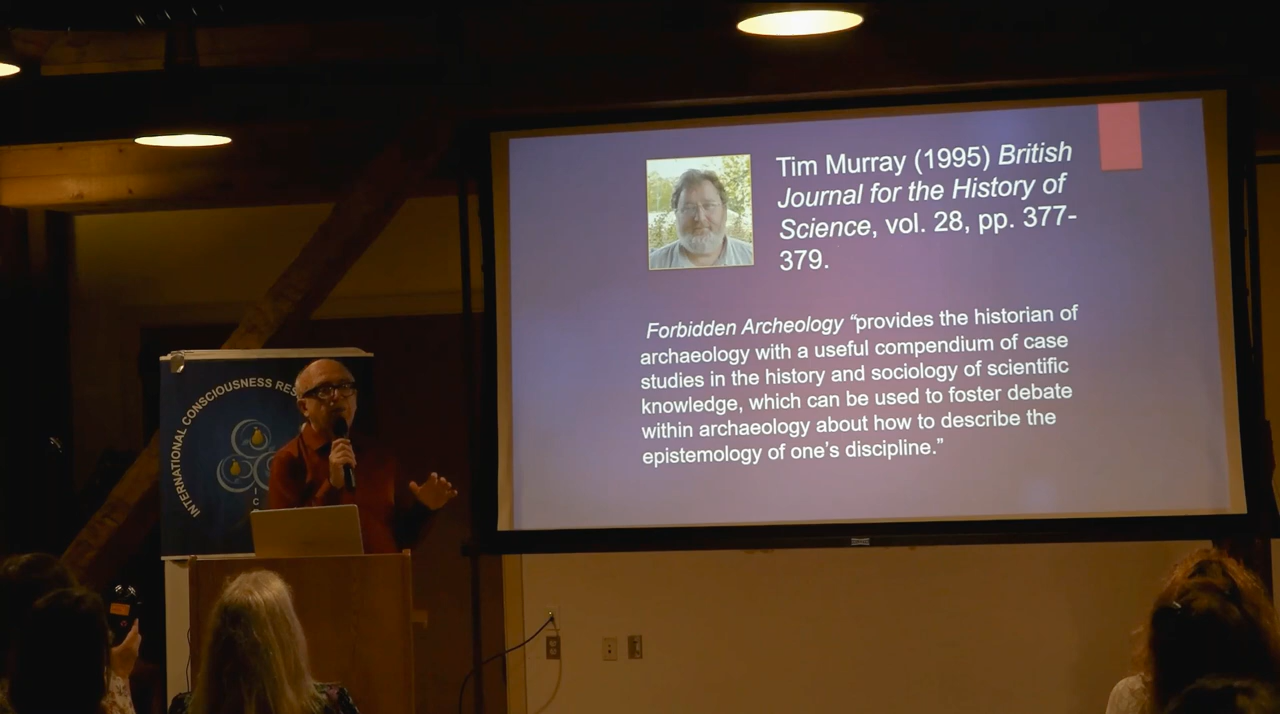 Tim Murray (1995) British
Journal for the History of
Science, vol. 28, pp. 377-
379.
Forbidden Archeology “provides the historian of
archaeology with a useful compendium of case
studies in the history and sociology of scientific
knowledge, which can be used to foster debate
within archaeology about how to describe the
epistemology of one’s discipline.”
INTERNATIONAL CONSCIOUSNESS
I
C